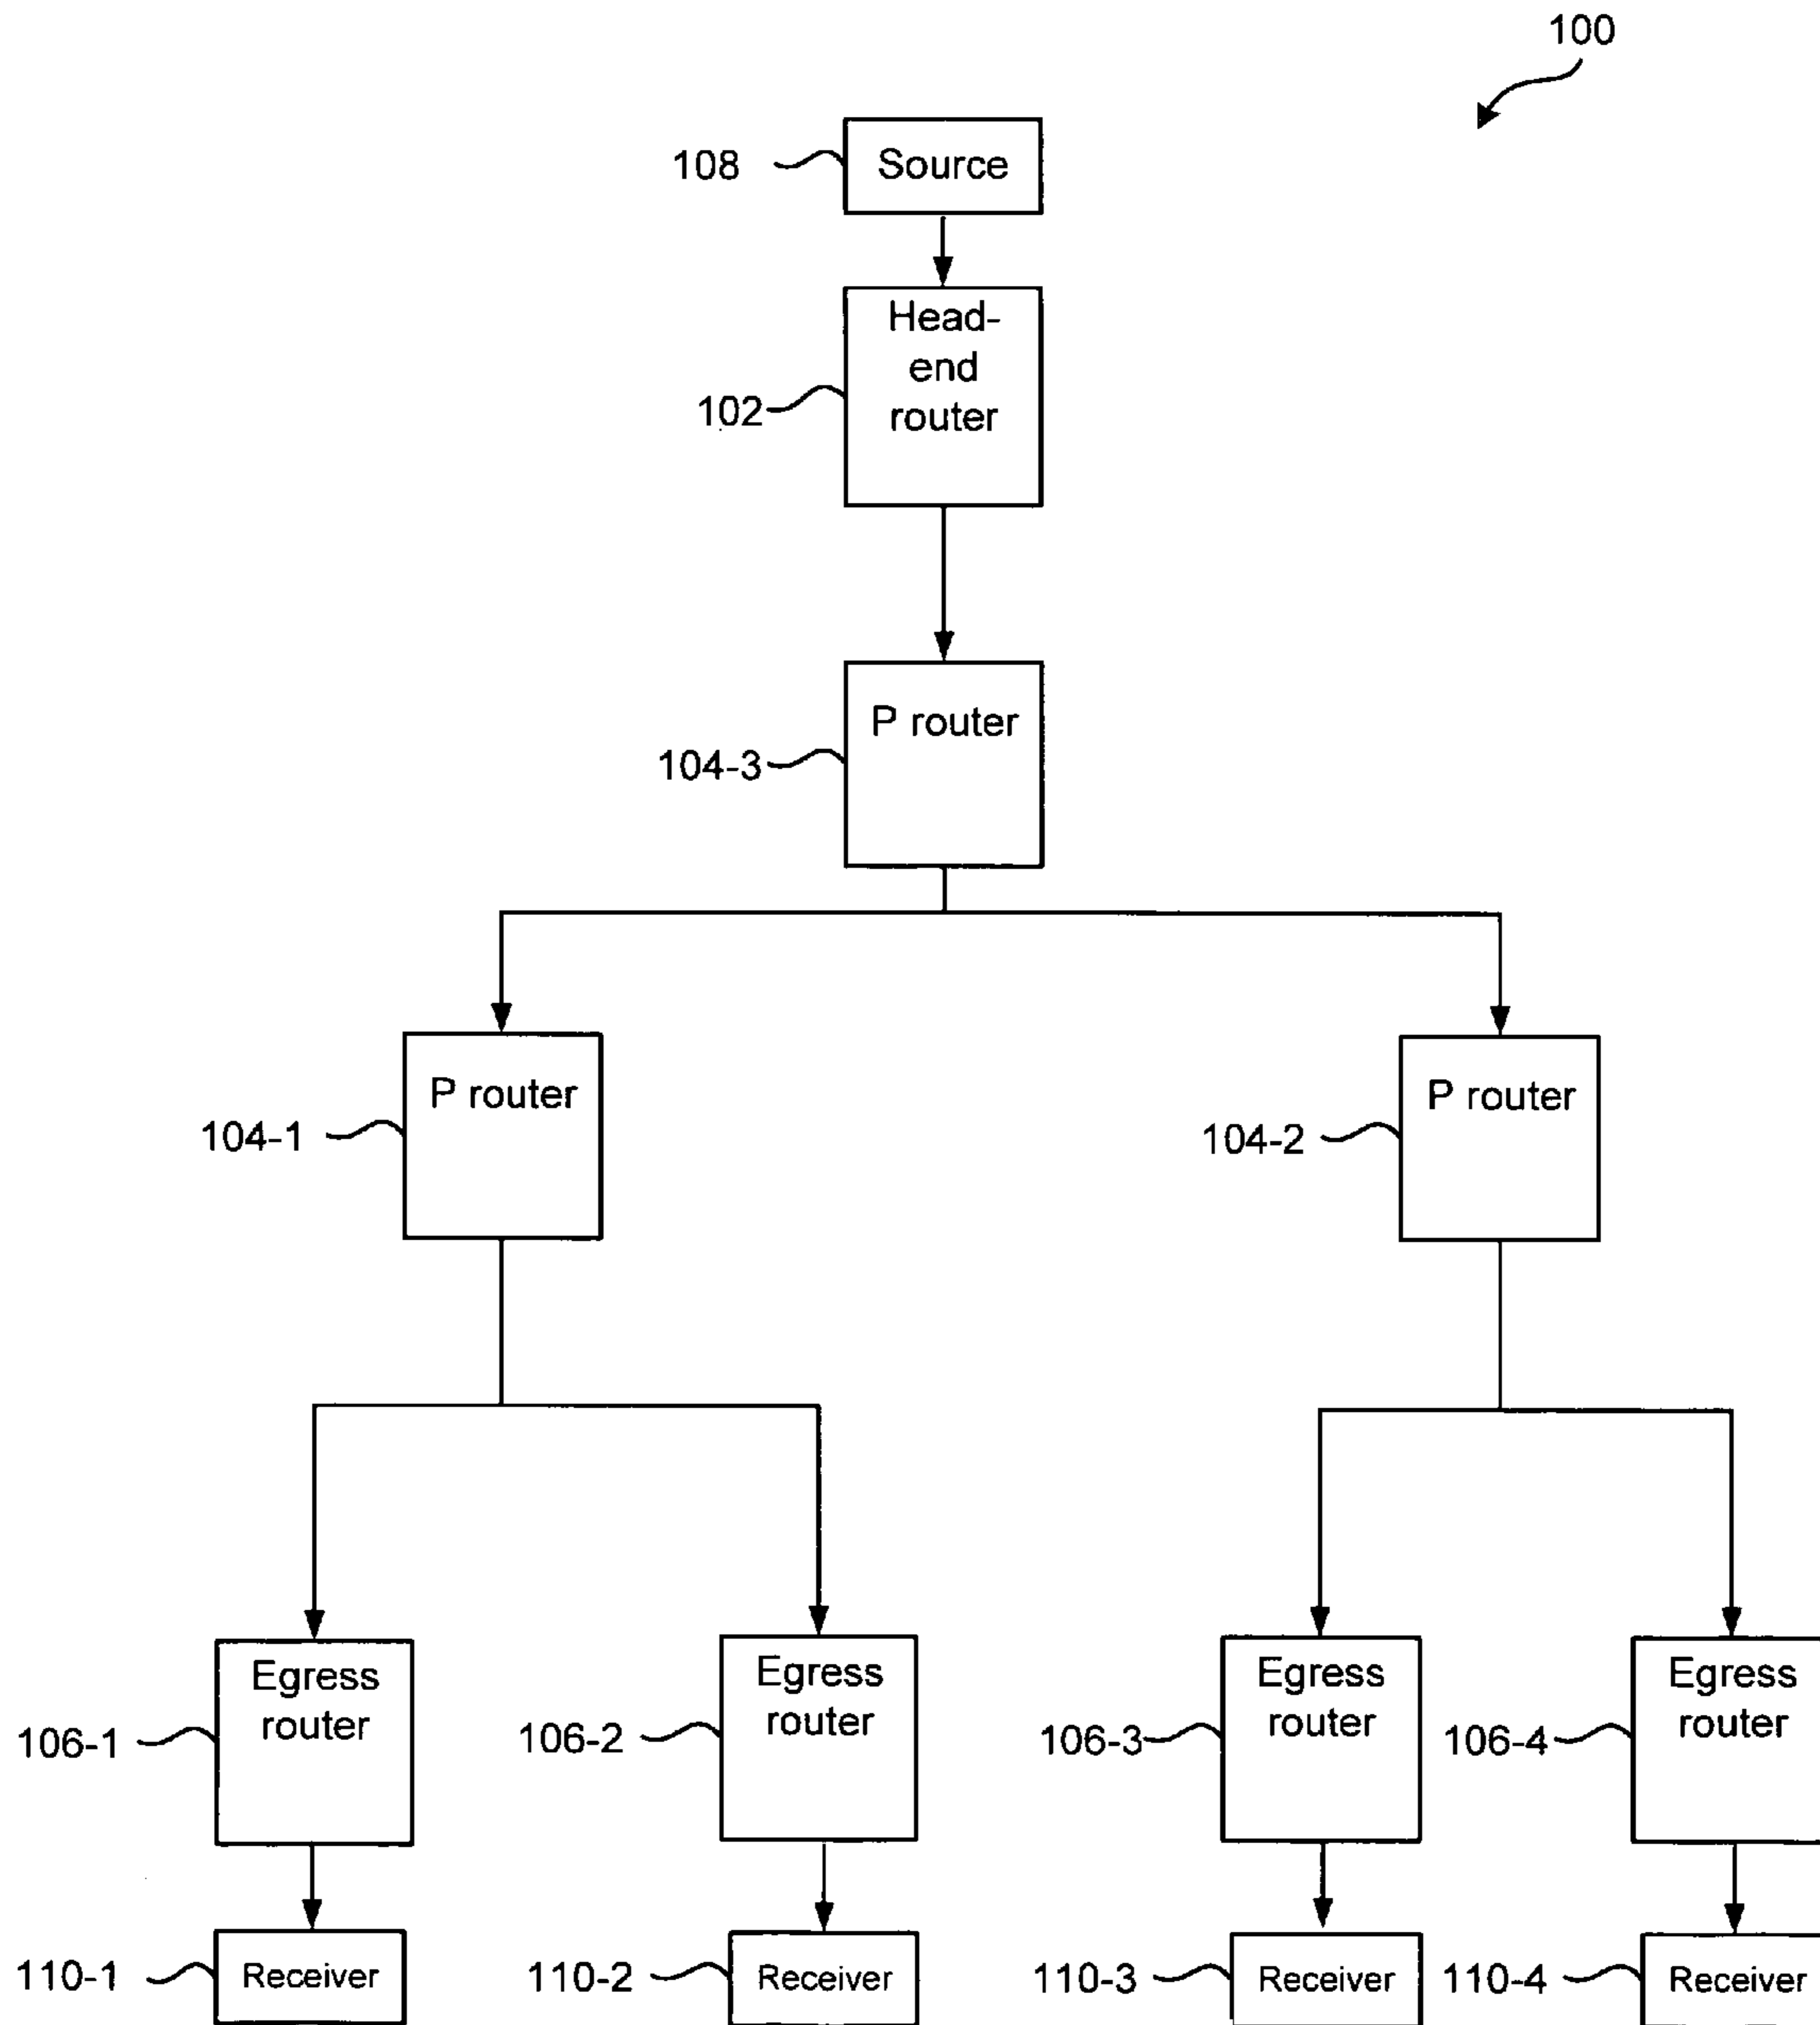 100
108
Source
Head-
end
router
102
P router
104-3
P router
104-1
P router
104-2
Egress
router
106-1
Egress
router
106-2
Egress
router
106-3
Egress
router
106-4
110-1
Receiver
110-2
Receiver
110-3
Receiver
110-4
Receiver